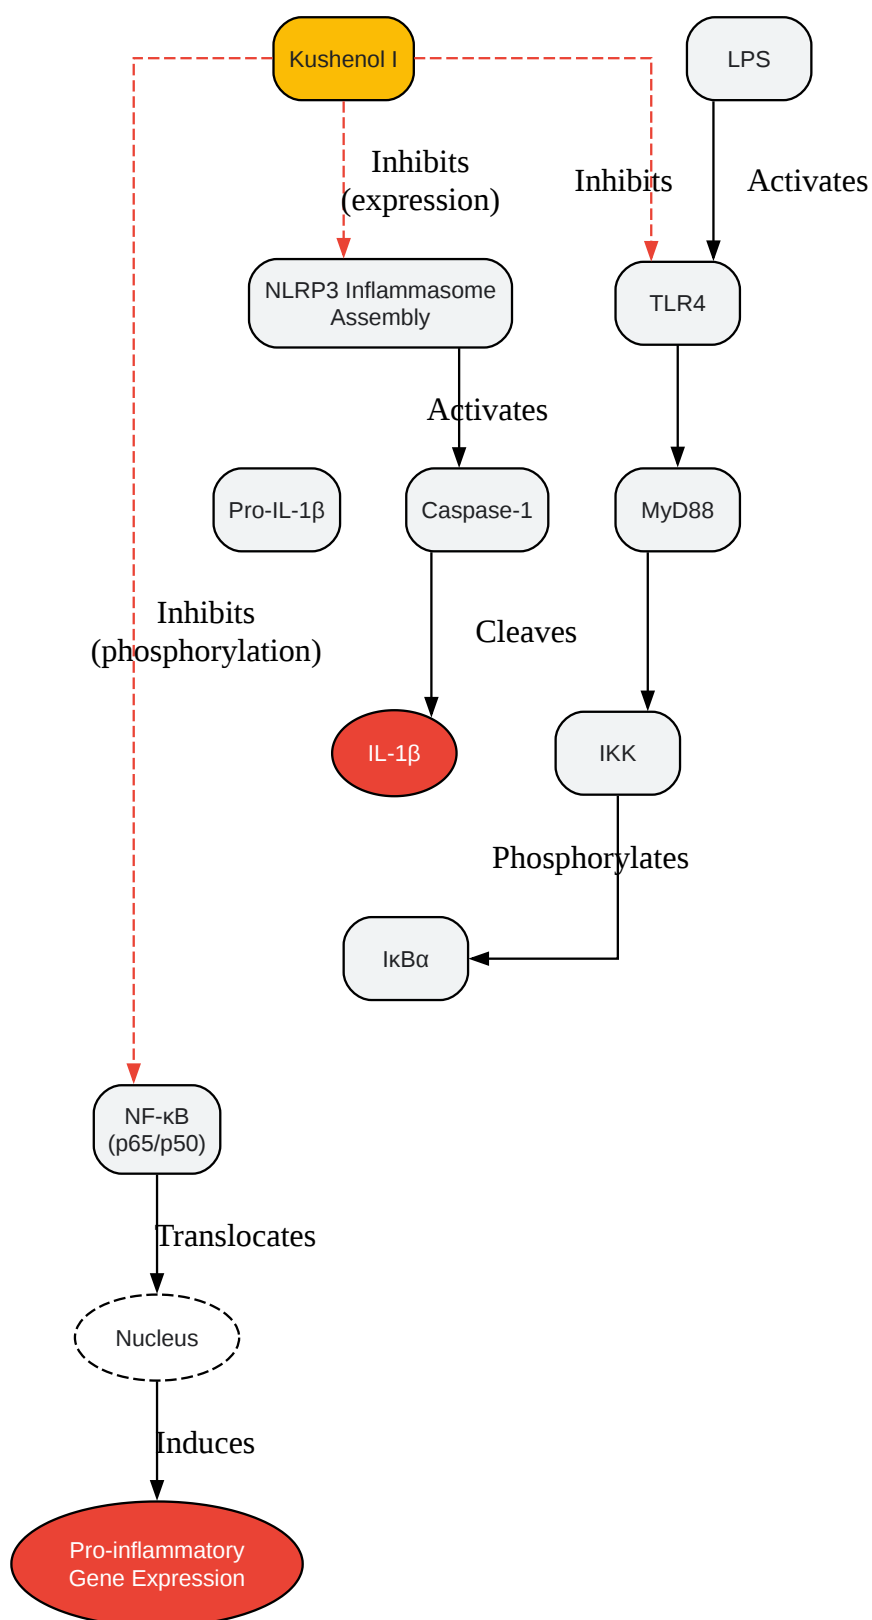 Kushenol I
LPS
Inhibits
(expression)
Inhibits
Activates
NLRP3 Inflammasome
Assembly
TLR4
Activates
Pro-IL-1β
Caspase-1
MyD88
Inhibits
(phosphorylation)
Cleaves
IL-1β
IKK
Phosphorylates
IκBα
NF-κB
(p65/p50)
Translocates
Nucleus
Induces
Pro-inflammatory
Gene Expression